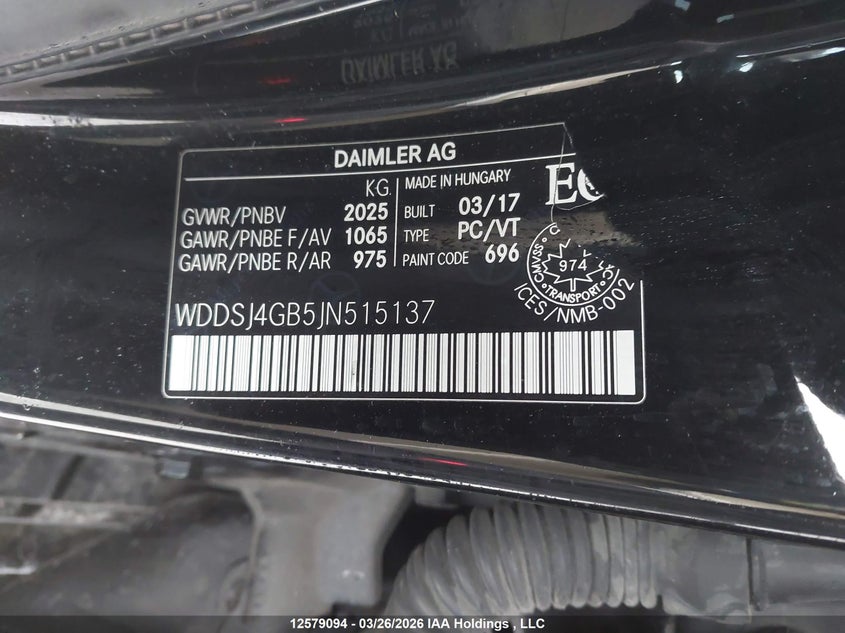 DAIMLER AG
KG.
GVWR/PNBV 2025
GAWR/PNBE F/AV 1065
GAWR/PNBE R/AR 975
MADE IN HUNGARY
BUILT 03/17
TYPE PC/VT
PAINT CODE 696
974
TRANSPORT
ICES/NMB-002
WDDSJ4GB5JN515137
12579094 - 03/26/2026 IAA Holdings , LLC